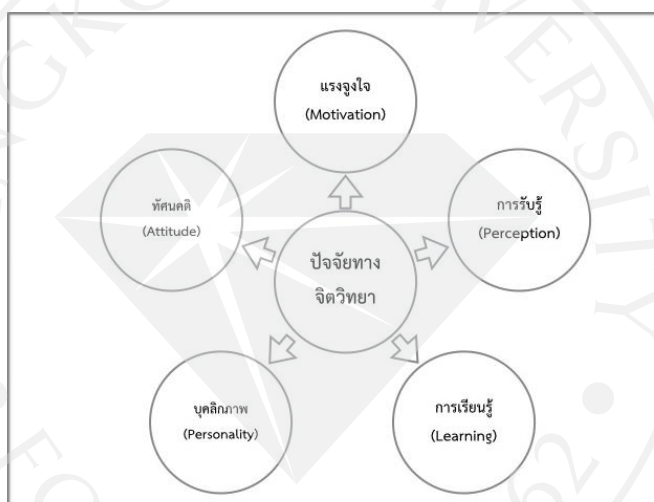 แรงจูงใจ
(Motivation)
ทัศนคติ
(Attitude)
การรับรู้
(Perception)
ปัจจัยทาง
จิตวิทยา
บุคลิกภาพ
(Personality)
การเรียนรู้
(Learning)